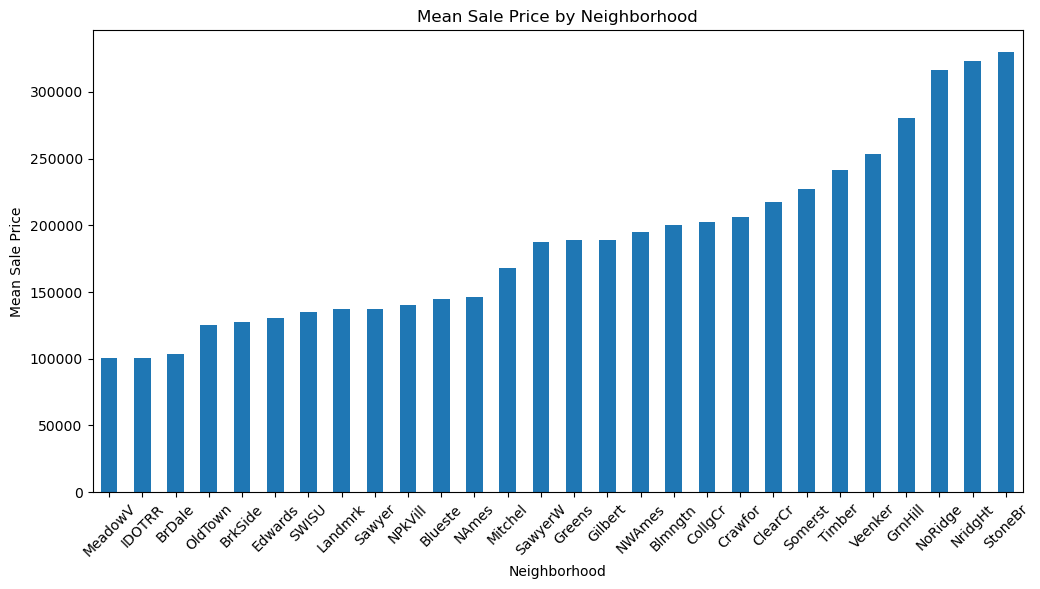 Mean Sale Price by Neighborhood
Mean Sale Price
300000
250000
200000
150000
100000
50000
0
MeadowV
IDOTRR
BrDale
OldTown
BrkSide
Edwards
SWISU
Landmrk
Sawyer
NPkVill
Blueste
NAmes
Mitchel
SawyerW
Greens
Gilbert
NWAmes
Blmngtn
CollgCr
Crawfor
ClearCr
Somerst
Timber
Veenker
GrnHill
NoRidge
NridgHt
StoneBr
Neighborhood